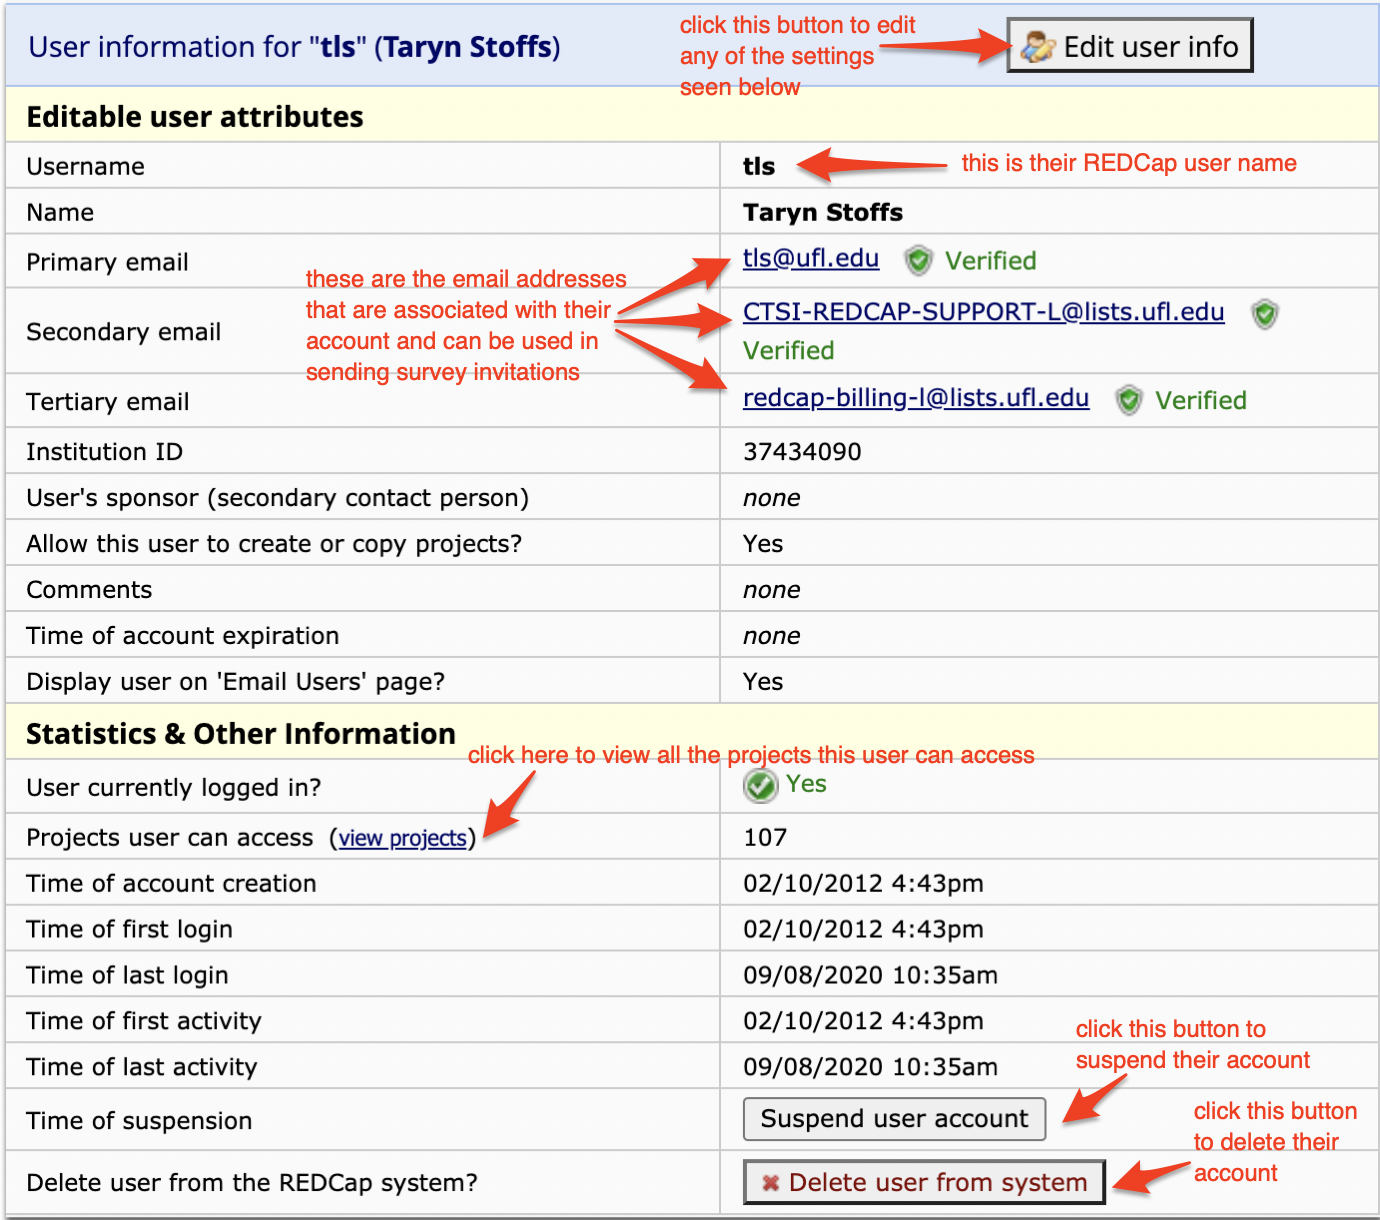 User information for "tls" (Taryn Stoffs)
click this button to edit
any of the settings
seen below
Edit user info
Editable user attributes
Username
tls
this is their REDCap user name
Name
Taryn Stoffs
Primary email
tls@ufl.edu Verified
these are the email addresses
that are associated with their
account and can be used in
sending survey invitations
Secondary email
CTSI-REDCAP-SUPPORT-L@lists.ufl.edu
Verified
Tertiary email
redcap-billing-l@lists.ufl.edu Verified
Institution ID
37434090
User's sponsor (secondary contact person)
none
Allow this user to create or copy projects?
Yes
Comments
none
Time of account expiration
none
Display user on 'Email Users' page?
Yes
Statistics & Other Information
click here to view all the projects this user can access
User currently logged in?
Yes
Projects user can access (view projects)
107
Time of account creation
02/10/2012 4:43pm
Time of first login
02/10/2012 4:43pm
Time of last login
09/08/2020 10:35am
Time of first activity
02/10/2012 4:43pm
Time of last activity
09/08/2020 10:35am
click this button to
suspend their account
Time of suspension
Suspend user account
click this button
to delete their
account
Delete user from the REDCap system?
Delete user from system